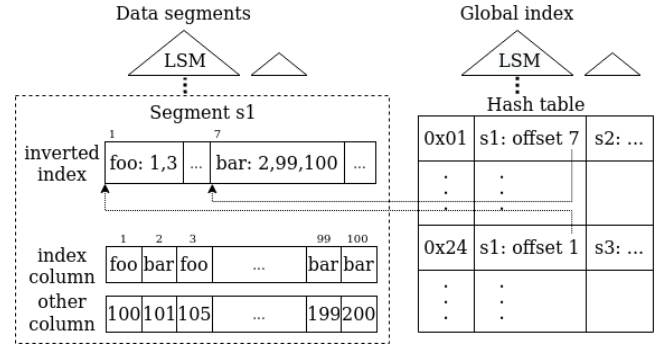 Data segments
Global index
LSM
LSM
Segment s1
Hash table
1 7
inverted index
foo: 1,3 ... bar: 2,99,100 ...
0x01 s1: offset 7 s2: ...
. .
. .
. .
0x24 s1: offset 1 s3: ...
. .
. .
. .
1 2 3 99 100
index column
foo bar foo ... bar bar
other column
100 101 105 ... 199 200